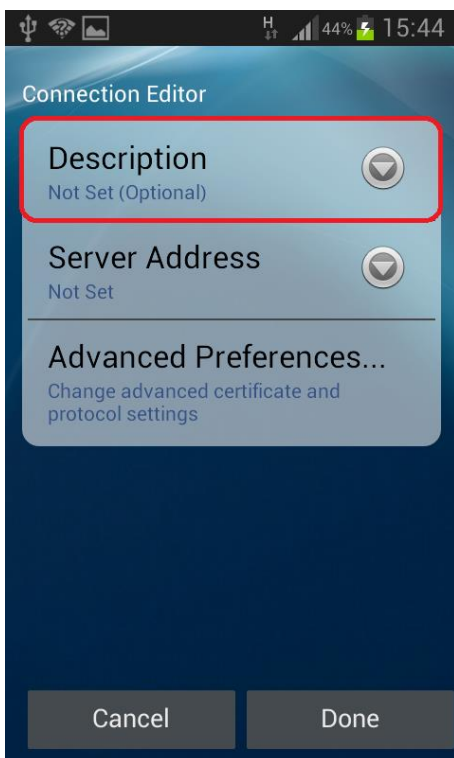 H 44% 15:44
Connection Editor
Description
Not Set (Optional)
Server Address
Not Set
Advanced Preferences...
Change advanced certificate and
protocol settings
Cancel Done